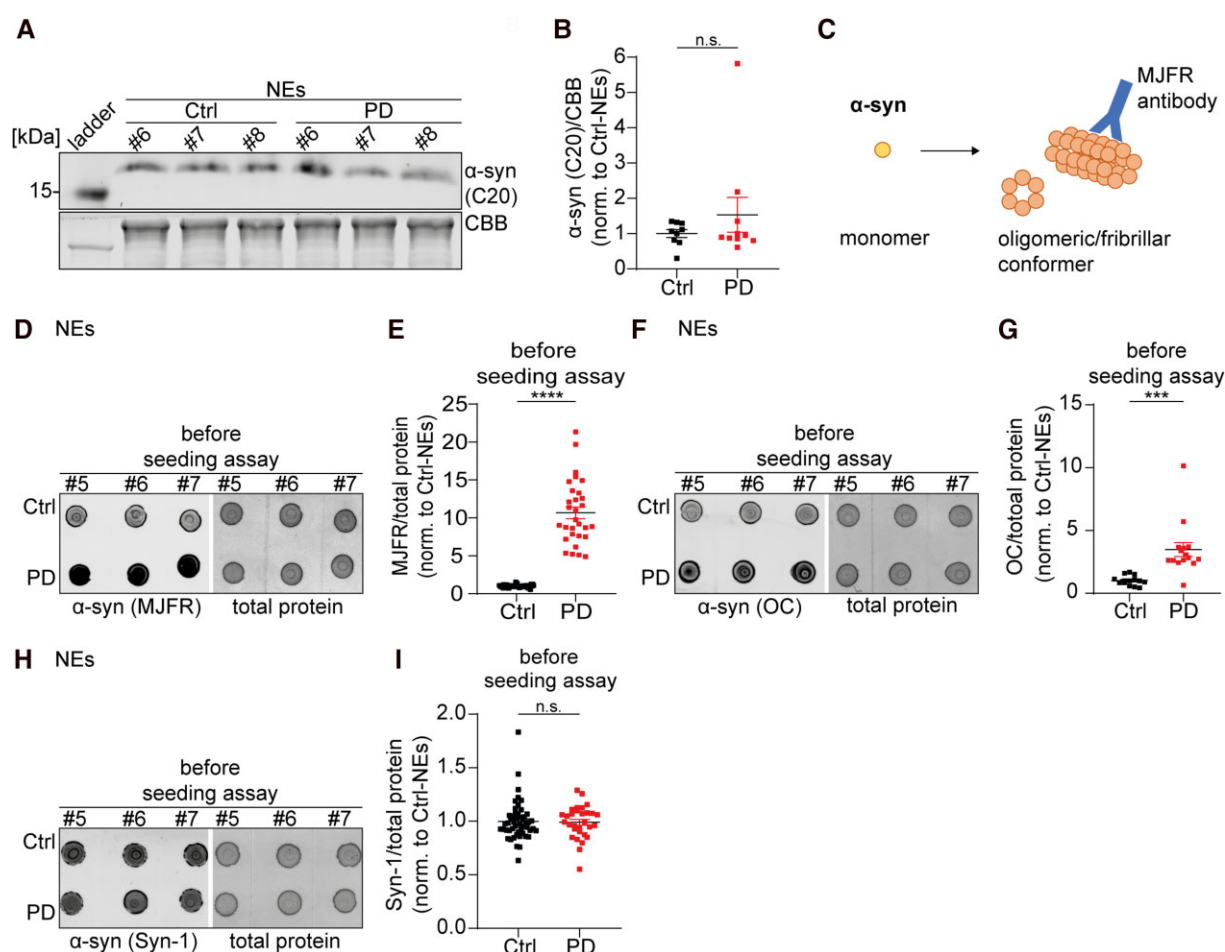 A
NEs
Ctrl
PD
[kDa]
ladder
#6
#7
#8
#6
#7
#8
15
α-syn
(C20)
CBB
B
n.s.
α-syn (C20)/CBB
(norm. to Ctrl-NEs)
6
5
4
3
2
1
0
Ctrl
PD
C
α-syn
MJFR
antibody
monomer
oligomeric/fribrillar
conformer
D NEs
before
seeding assay
#5 #6 #7 #5 #6 #7
Ctrl
PD
α-syn (MJFR) total protein
E
before
seeding assay
****
MJFR/total protein
(norm. to Ctrl-NEs)
25
20
15
10
5
0
Ctrl PD
F NEs
before
seeding assay
#5 #6 #7 #5 #6 #7
Ctrl
PD
α-syn (OC) total protein
G
before
seeding assay
***
OC/totoal protein
(norm. to Ctrl-NEs)
15
10
5
0
Ctrl PD
H NEs
before
seeding assay
#5 #6 #7 #5 #6 #7
Ctrl
PD
α-syn (Syn-1) total protein
I
before
seeding assay
n.s.
Syn-1/total protein
(norm. to Ctrl-NEs)
2.0
1.5
1.0
0.5
0.0
Ctrl PD